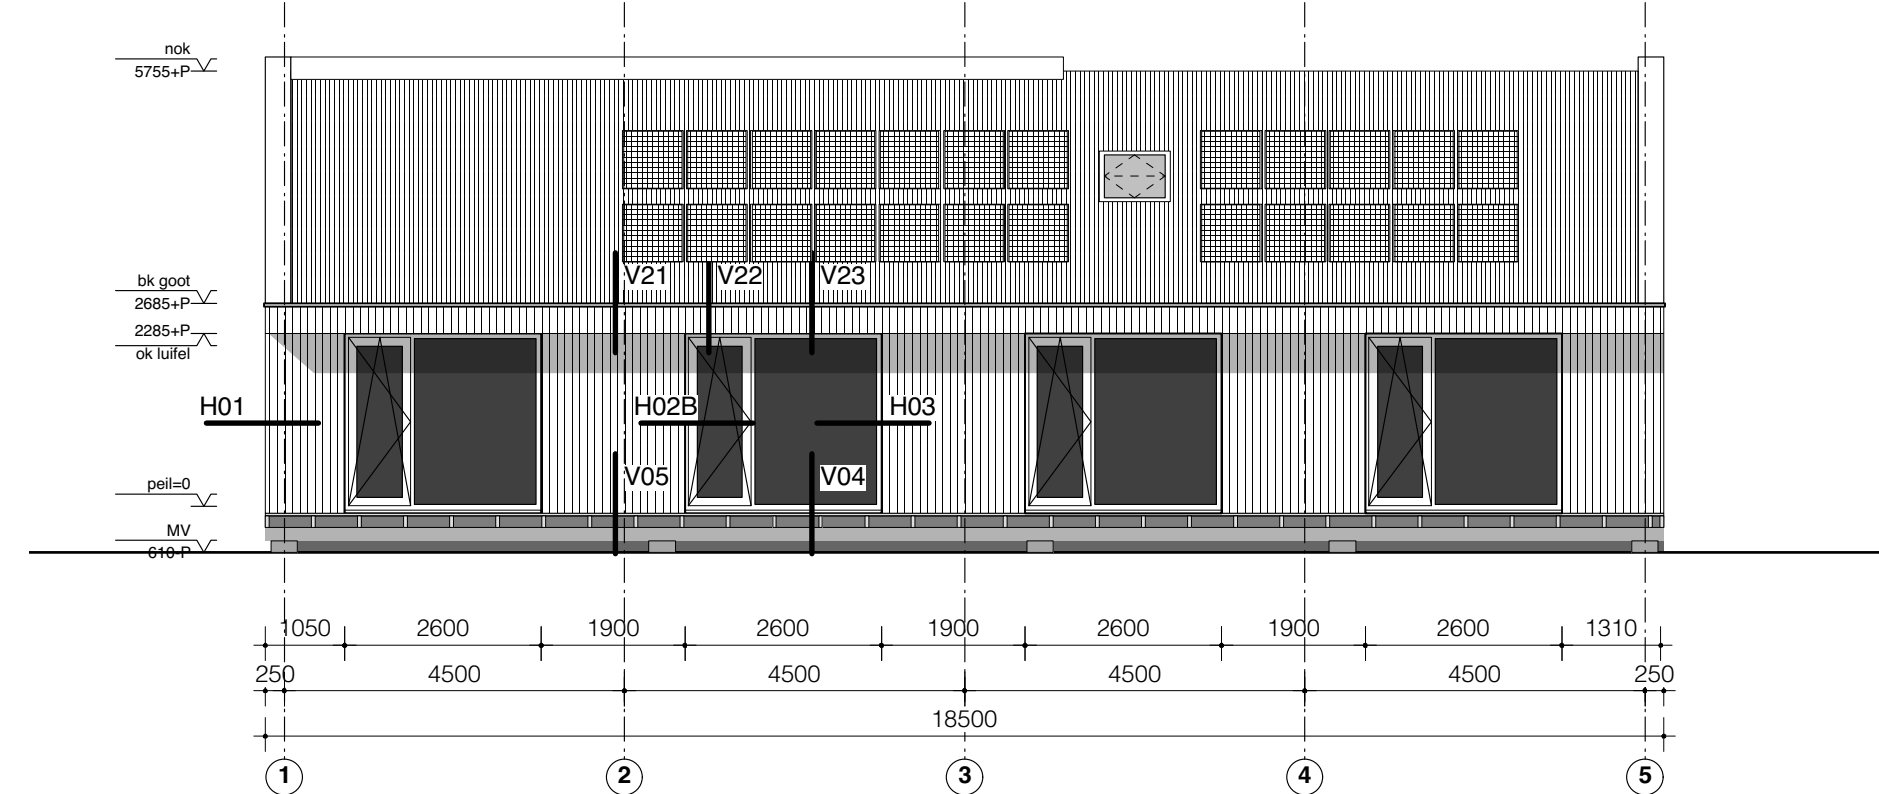 nok
5755+P
bk goot
2685+P
2285+P
ok luifel
V21 V22 V23
H01 H02B H03
V05 V04
peil=0
MV
610-P
1050 2600 1900 2600 1900 2600 1900 2600 1310
250 4500 4500 4500 4500 250
18500
1 2 3 4 5